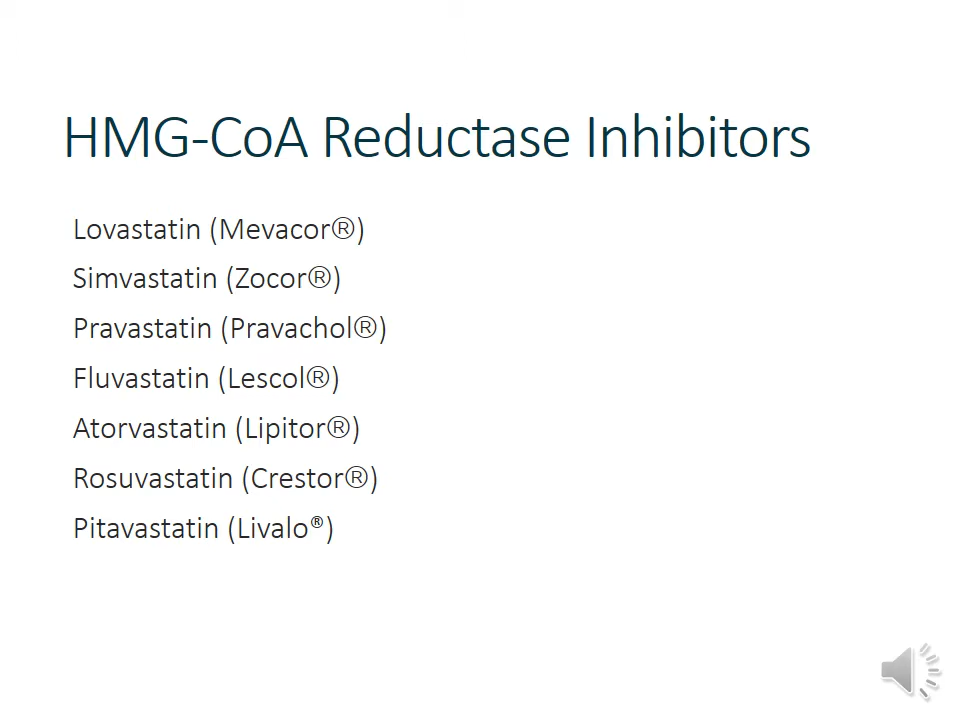 HMG-CoA Reductase Inhibitors
Lovastatin (Mevacor®)
Simvastatin (Zocor®)
Pravastatin (Pravachol®)
Fluvastatin (Lescol®)
Atorvastatin (Lipitor®)
Rosuvastatin (Crestor®)
Pitavastatin (Livalo®)